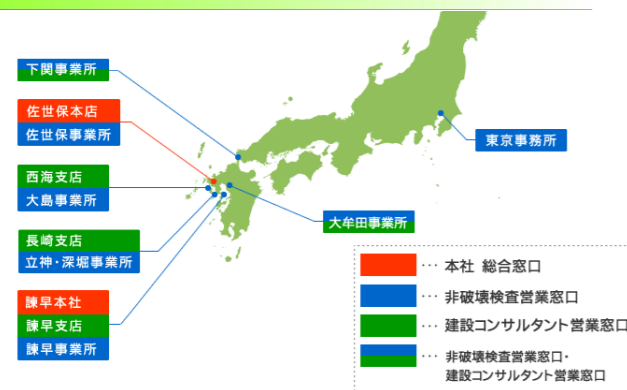 下関事業所
佐世保本店
佐世保事業所
西海支店
大島事業所
長崎支店
立神・深堀事業所
諫早本社
諫早支店
諫早事業所
東京事務所
大牟田事業所
… 本社 総合窓口
… 非破壊検査営業窓口
… 建設コンサルタント営業窓口
… 非破壊検査営業窓口・
建設コンサルタント営業窓口